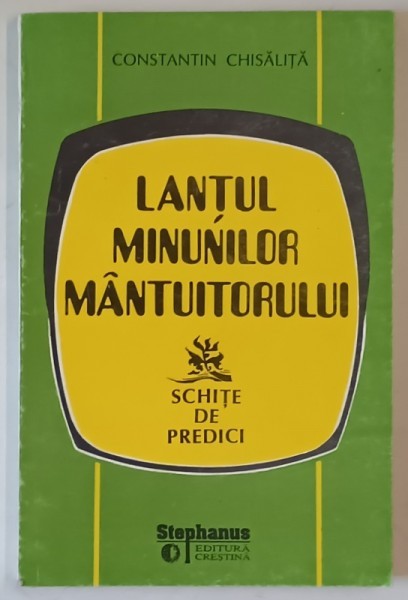 CONSTANTIN CHISĂLIȚĂ
LANȚUL
MINUNILOR
MÂNTUITORULUI
SCHIȚE
DE
PREDICI
Stephanus
EDITURĂ
CREȘTINĂ